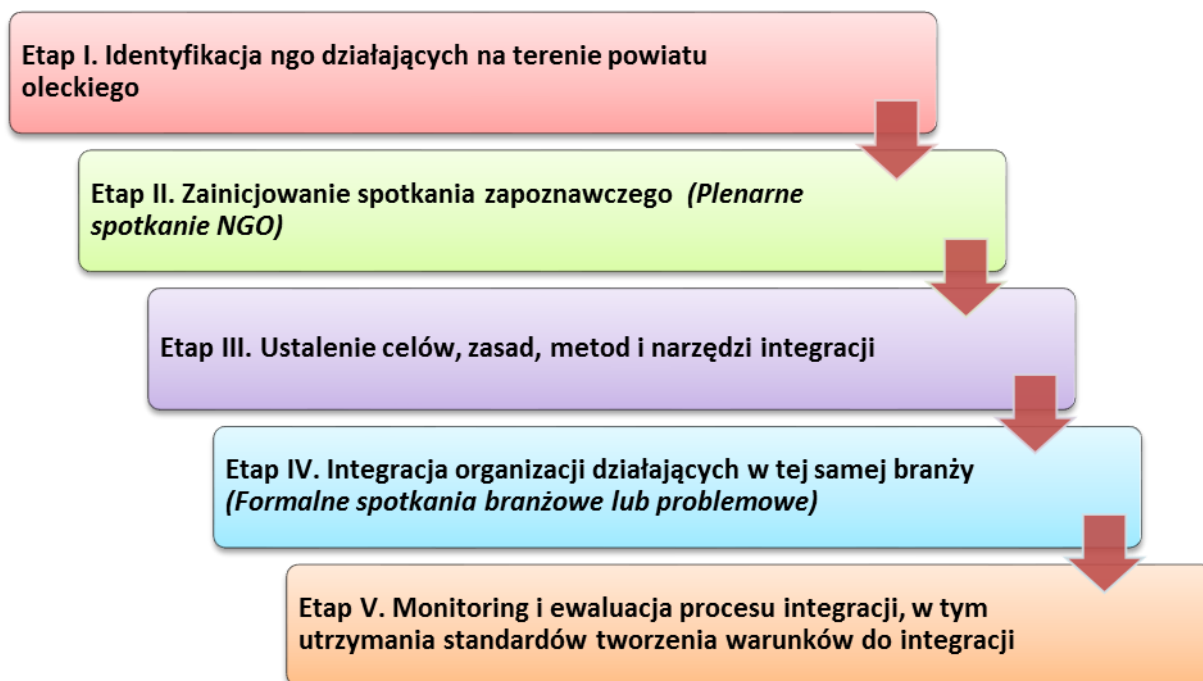 Etap I. Identyfikacja ngo działających na terenie powiatu
oleckiego
Etap II. Zainicjowanie spotkania zapoznawczego (Plenarne
spotkanie NGO)
Etap III. Ustalenie celów, zasad, metod i narzędzi integracji
Etap IV. Integracja organizacji działających w tej samej branży
(Formalne spotkania branżowe lub problemowe)
Etap V. Monitoring i ewaluacja procesu integracji, w tym
utrzymania standardów tworzenia warunków do integracji